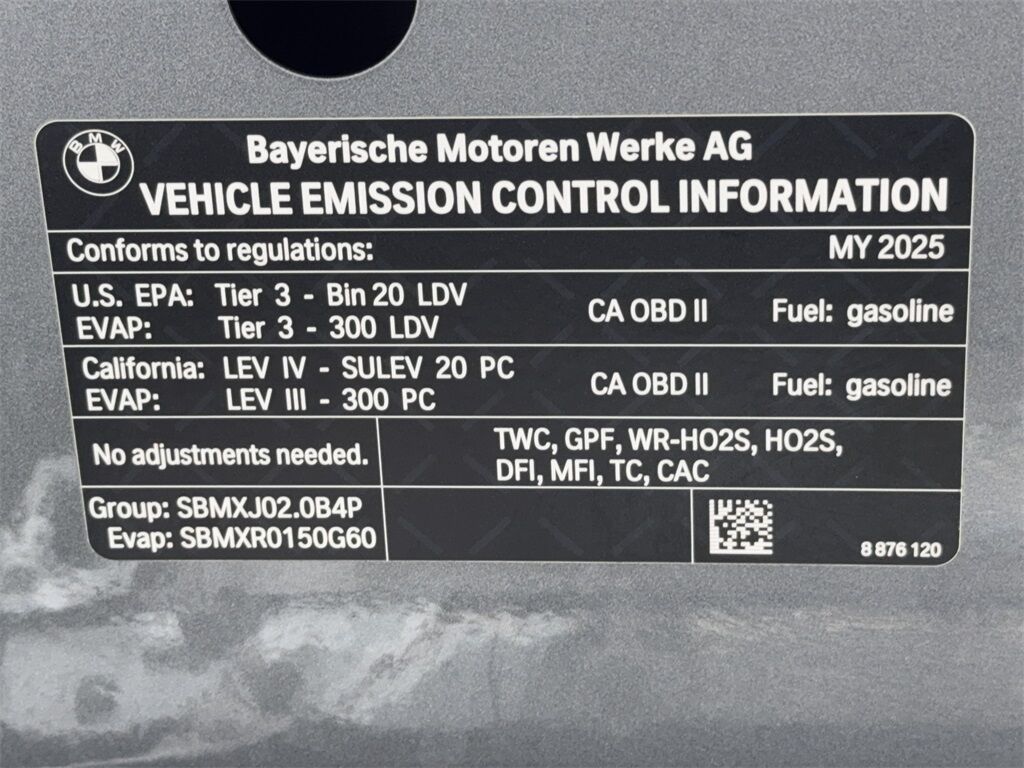 BMW
Bayerische Motoren Werke AG
VEHICLE EMISSION CONTROL INFORMATION
Conforms to regulations: MY 2025
U.S. EPA: Tier 3 - Bin 20 LDV CA OBD II Fuel: gasoline
EVAP: Tier 3 - 300 LDV
California: LEV IV - SULEV 20 PC CA OBD II Fuel: gasoline
EVAP: LEV III - 300 PC
No adjustments needed.
TWC, GPF, WR-HO2S, HO2S,
DFI, MFI, TC, CAC
Group: SBMXJ02.0B4P
Evap: SBMXR0150G60
8 876 120